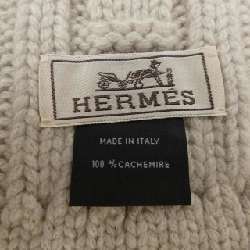 HERMÈS
MADE IN ITALY
100 % CACHEMIRE